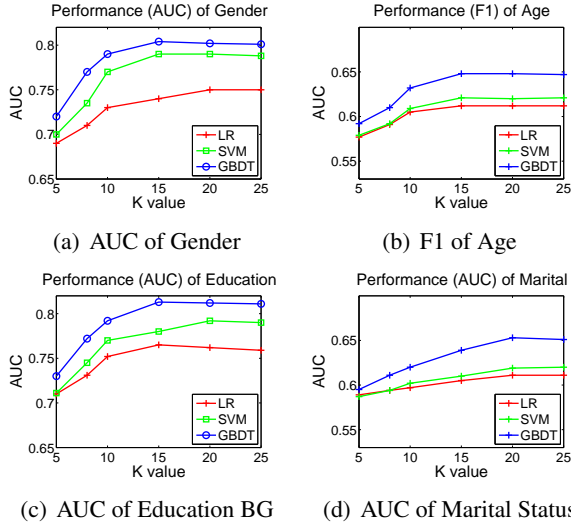 Performance (AUC) of Gender
0.8
0.75
0.7
0.65
AUC
5 10 15 20 25
K value
LR
SVM
GBDT
(a) AUC of Gender
Performance (F1) of Age
0.65
0.6
0.55
AUC
5 10 15 20 25
K value
LR
SVM
GBDT
(b) F1 of Age
Performance (AUC) of Education
0.8
0.75
0.7
0.65
AUC
5 10 15 20 25
K value
LR
SVM
GBDT
(c) AUC of Education BG
Performance (AUC) of Marital
0.65
0.6
0.55
AUC
5 10 15 20 25
K value
LR
SVM
GBDT
(d) AUC of Marital Status